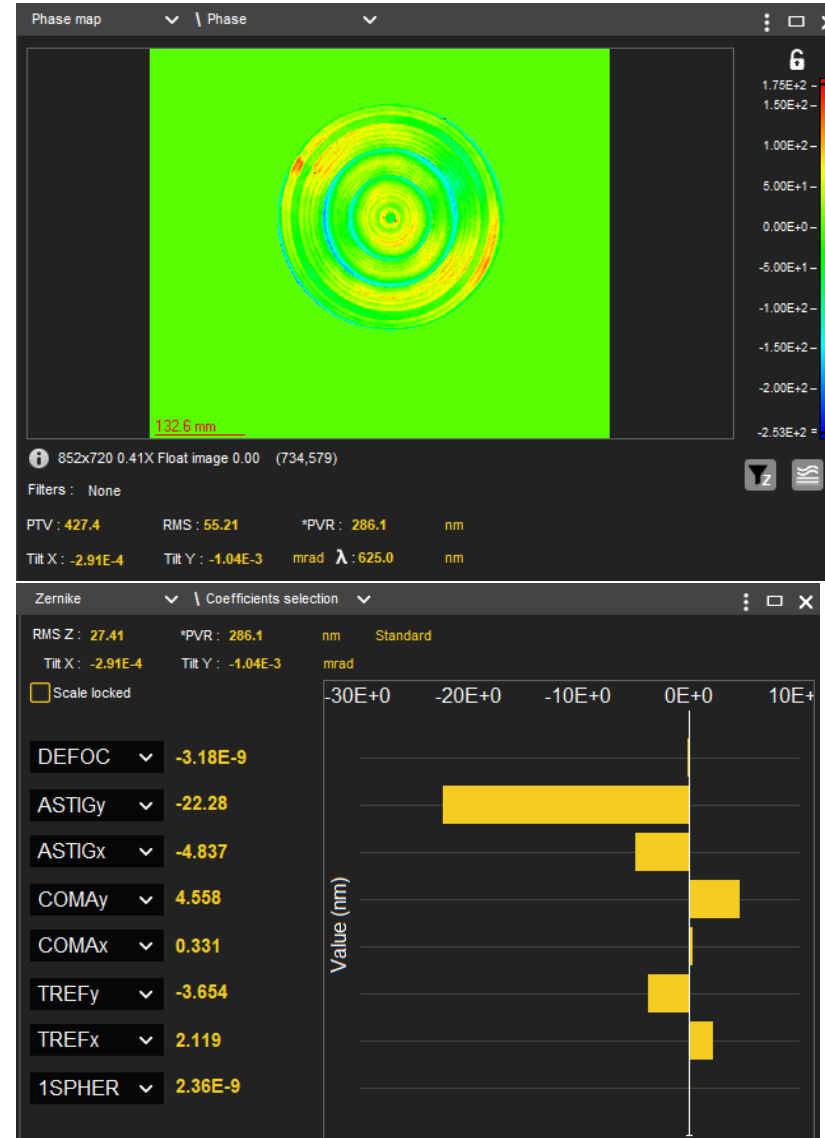 Phase map \ Phase
1.75E+2
1.50E+2
1.00E+2
5.00E+1
0.00E+0
-5.00E+1
-1.00E+2
-1.50E+2
-2.00E+2
-2.53E+2
132.6 mm
852x720 0.41X Float image 0.00 (734,579)
Filters : None
PTV : 427.4 RMS : 55.21 *PVR : 286.1 nm
Tilt X : -2.91E-4 Tilt Y : -1.04E-3 mrad λ : 625.0 nm
Zernike \ Coefficients selection
RMS Z : 27.41 *PVR : 286.1 nm Standard
Tilt X : -2.91E-4 Tilt Y : -1.04E-3 mrad
Scale locked
-30E+0 -20E+0 -10E+0 0E+0 10E+
DEFOC -3.18E-9
ASTIGy -22.28
ASTIGx -4.837
COMAy 4.558
COMAx 0.331
TREFy -3.654
TREFx 2.119
1SPHER 2.36E-9
Value (nm)